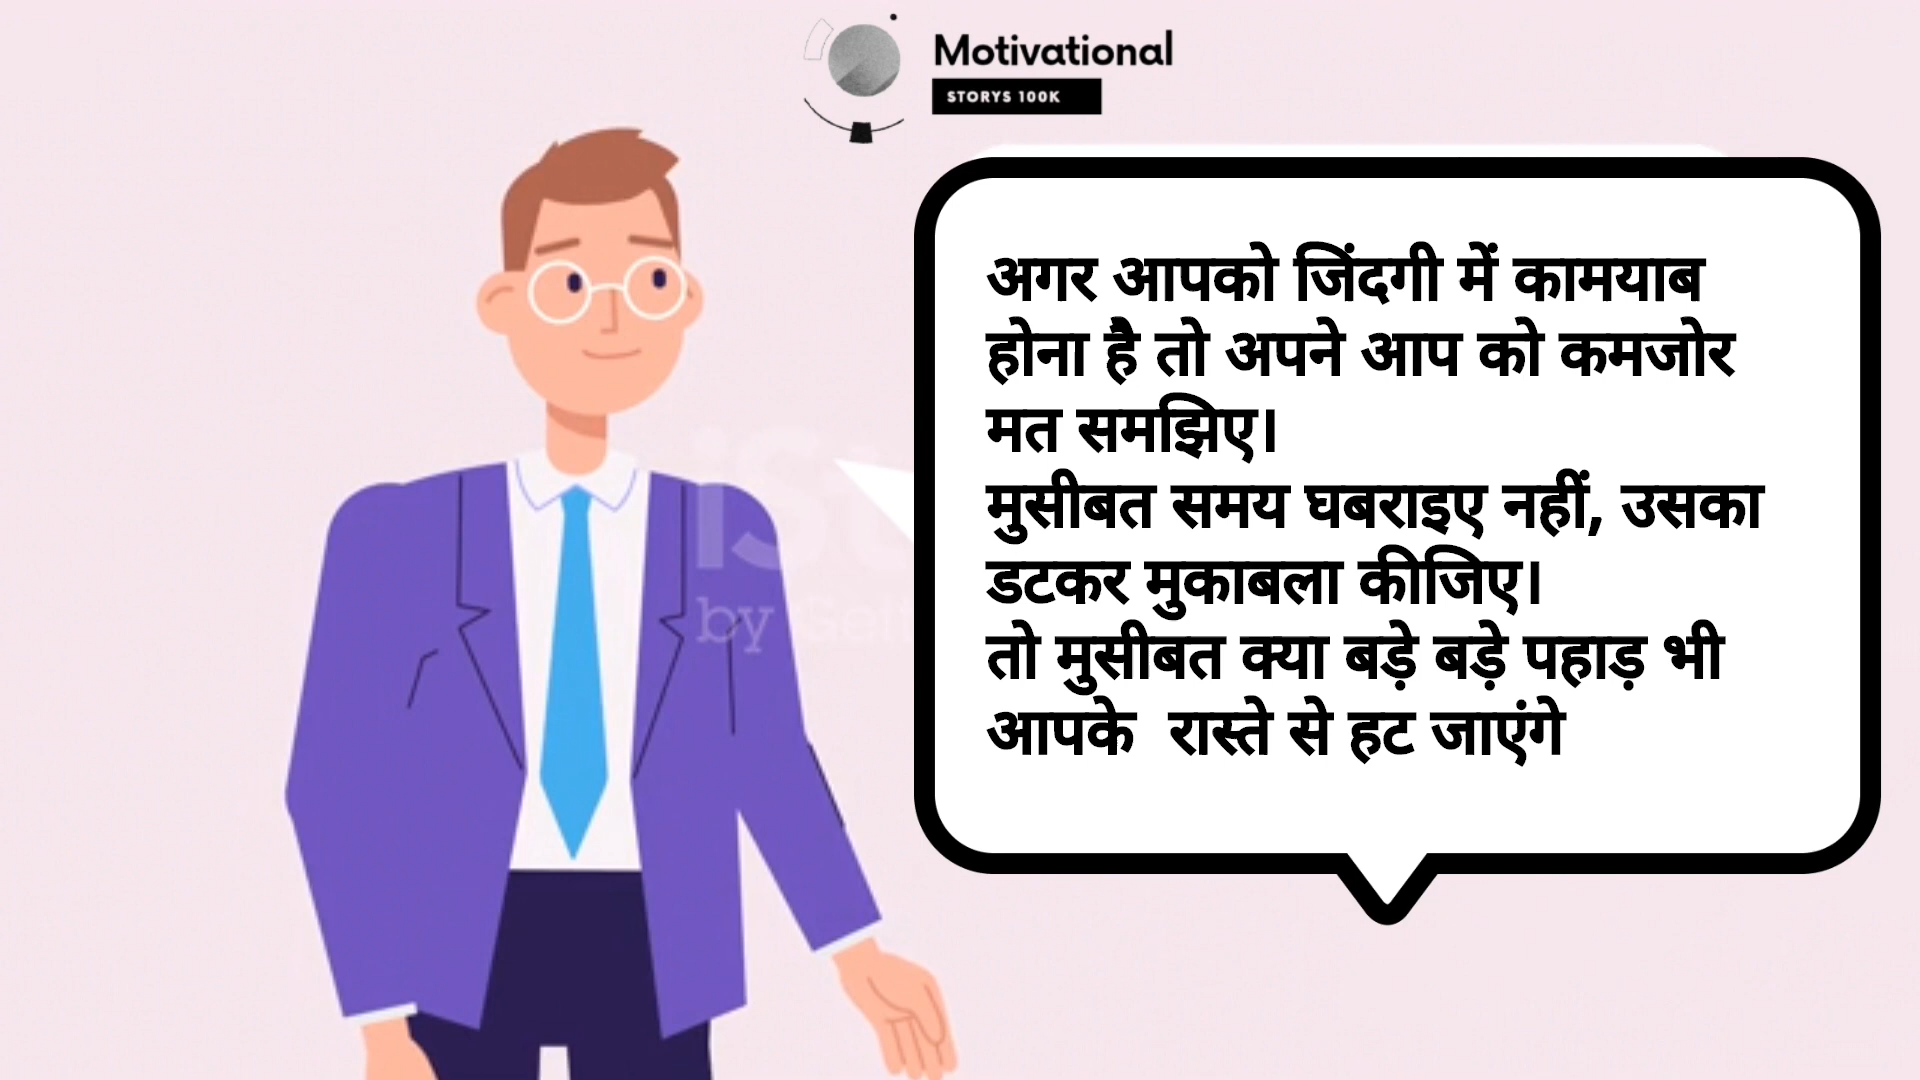 Motivational
STORYS 100K
अगर आपको जिंदगी में कामयाब
होना है तो अपने आप को कमजोर
मत समझिए।
मुसीबत समय घबराइए नहीं, उसका
डटकर मुकाबला कीजिए।
तो मुसीबत क्या बड़े बड़े पहाड़ भी
आपके  रास्ते से हट जाएंगे
by